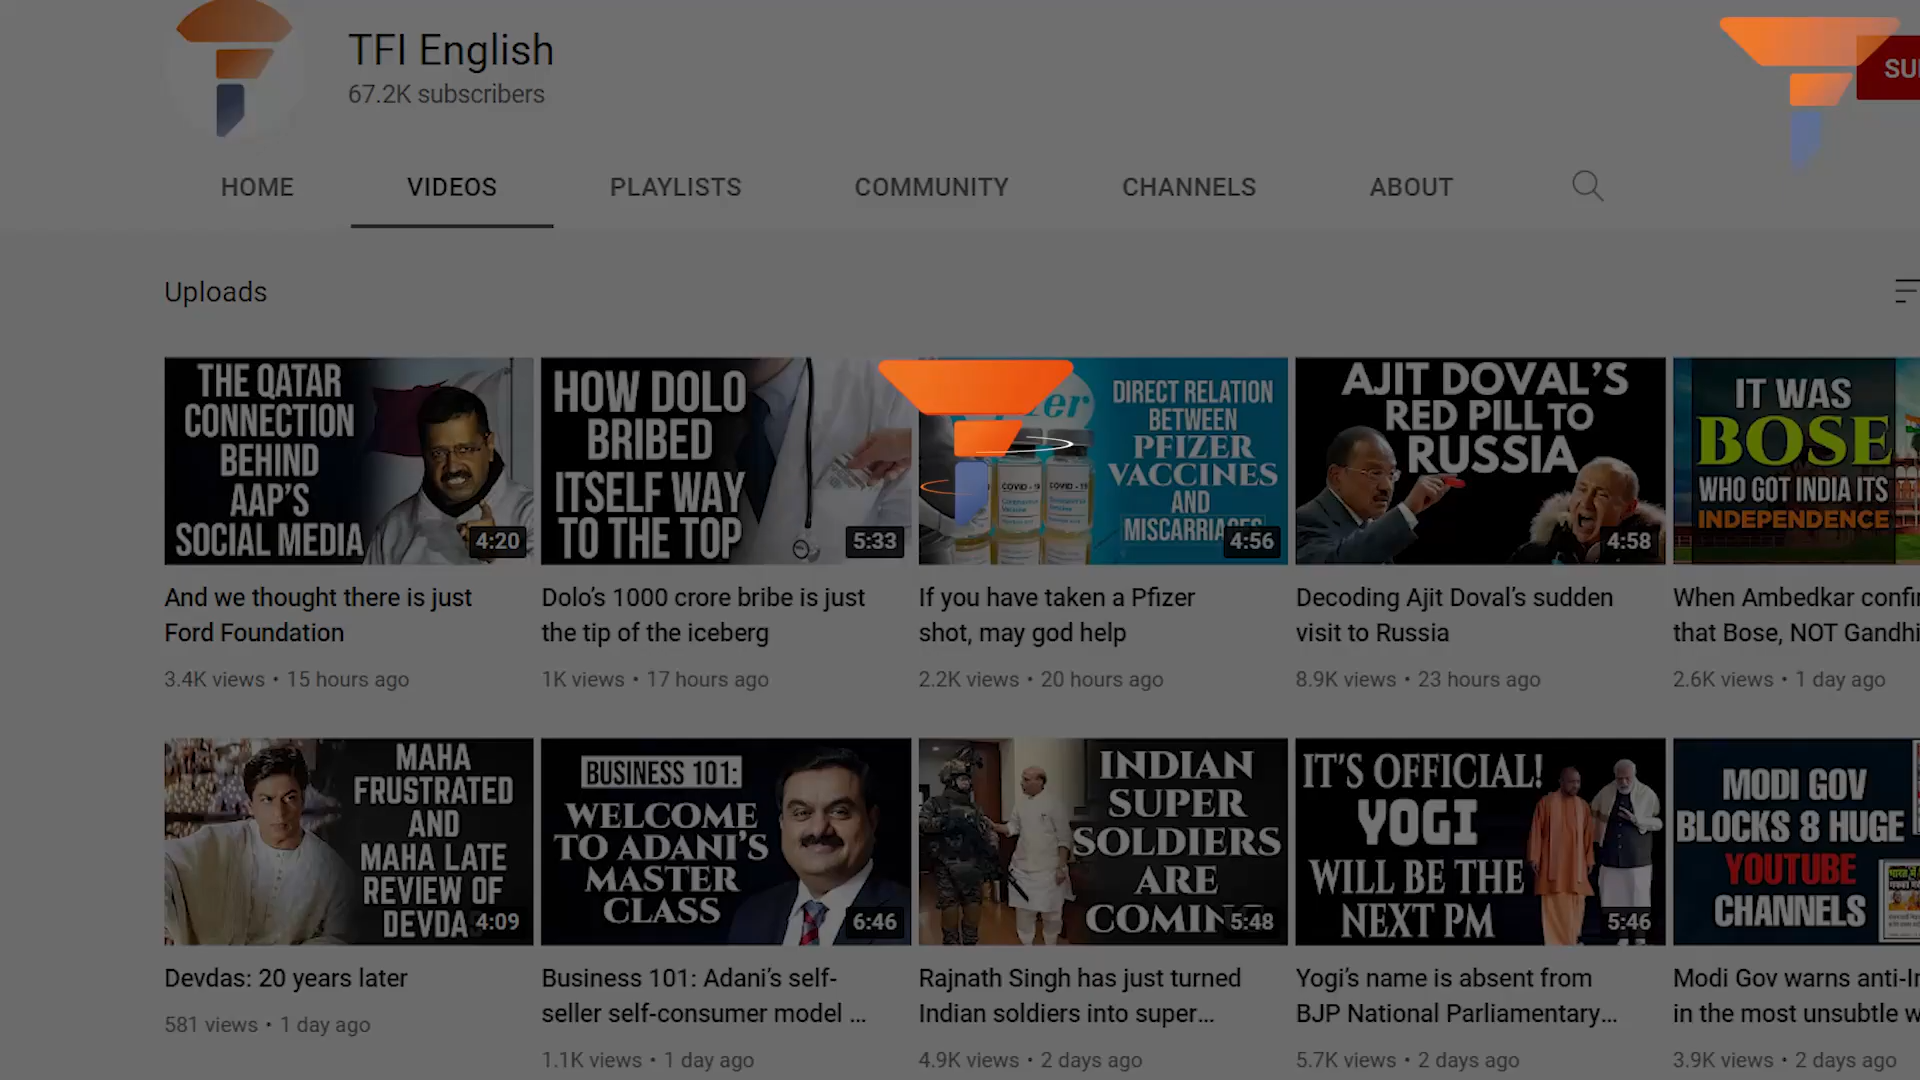 TFI English
67.2K subscribers
SU
HOME VIDEOS PLAYLISTS COMMUNITY CHANNELS ABOUT
Uploads
THE QATAR
CONNECTION
BEHIND
AAP'S
SOCIAL MEDIA
4:20
And we thought there is just
Ford Foundation
3.4K views • 15 hours ago
HOW DOLO
BRIBED
ITSELF WAY
TO THE TOP
5:33
Dolo's 1000 crore bribe is just
the tip of the iceberg
1K views • 17 hours ago
DIRECT RELATION
BETWEEN
PFIZER
VACCINES
AND
COVID - 19
COVID - 19
4:56
If you have taken a Pfizer
shot, may god help
2.2K views • 20 hours ago
AJIT DOVAL'S
RED PILL TO
RUSSIA
4:58
Decoding Ajit Doval's sudden
visit to Russia
8.9K views • 23 hours ago
IT WAS
BOSE
WHO GOT INDIA ITS
INDEPENDENCE
When Ambedkar confi
that Bose, NOT Gandhi
2.6K views • 1 day ago
MAHA
FRUSTRATED
AND
MAHA LATE
REVIEW OF
DEVDA
4:09
Devdas: 20 years later
581 views • 1 day ago
BUSINESS 101:
WELCOME
TO ADANI'S
MASTER
CLASS
6:46
Business 101: Adani's self-
seller self-consumer model ...
1.1K views • 1 day ago
INDIAN
SUPER
SOLDIERS
ARE
COMIN
5:48
Rajnath Singh has just turned
Indian soldiers into super...
4.9K views • 2 days ago
IT'S OFFICIAL!
YOGI
WILL BE THE
NEXT PM
5:46
Yogi's name is absent from
BJP National Parliamentary...
5.7K views • 2 days ago
MODI GOV
BLOCKS 8 HUGE
YOUTUBE
CHANNELS
Modi Gov warns anti-I
in the most unsubtle w
3.9K views • 2 days ago